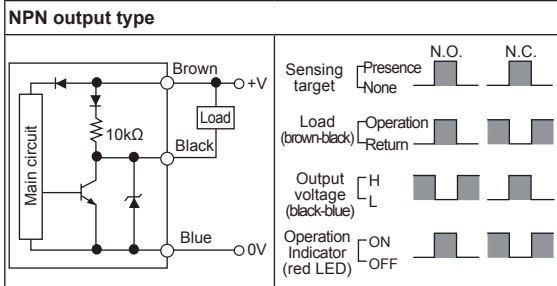 NPN output type
Brown
+V
Load
10kΩ
Black
Main circuit
Blue
0V
N.O. N.C.
Sensing target
Presence
None
Load
(brown-black)
Operation
Return
Output voltage
(black-blue)
H
L
Operation
Indicator
(red LED)
ON
OFF